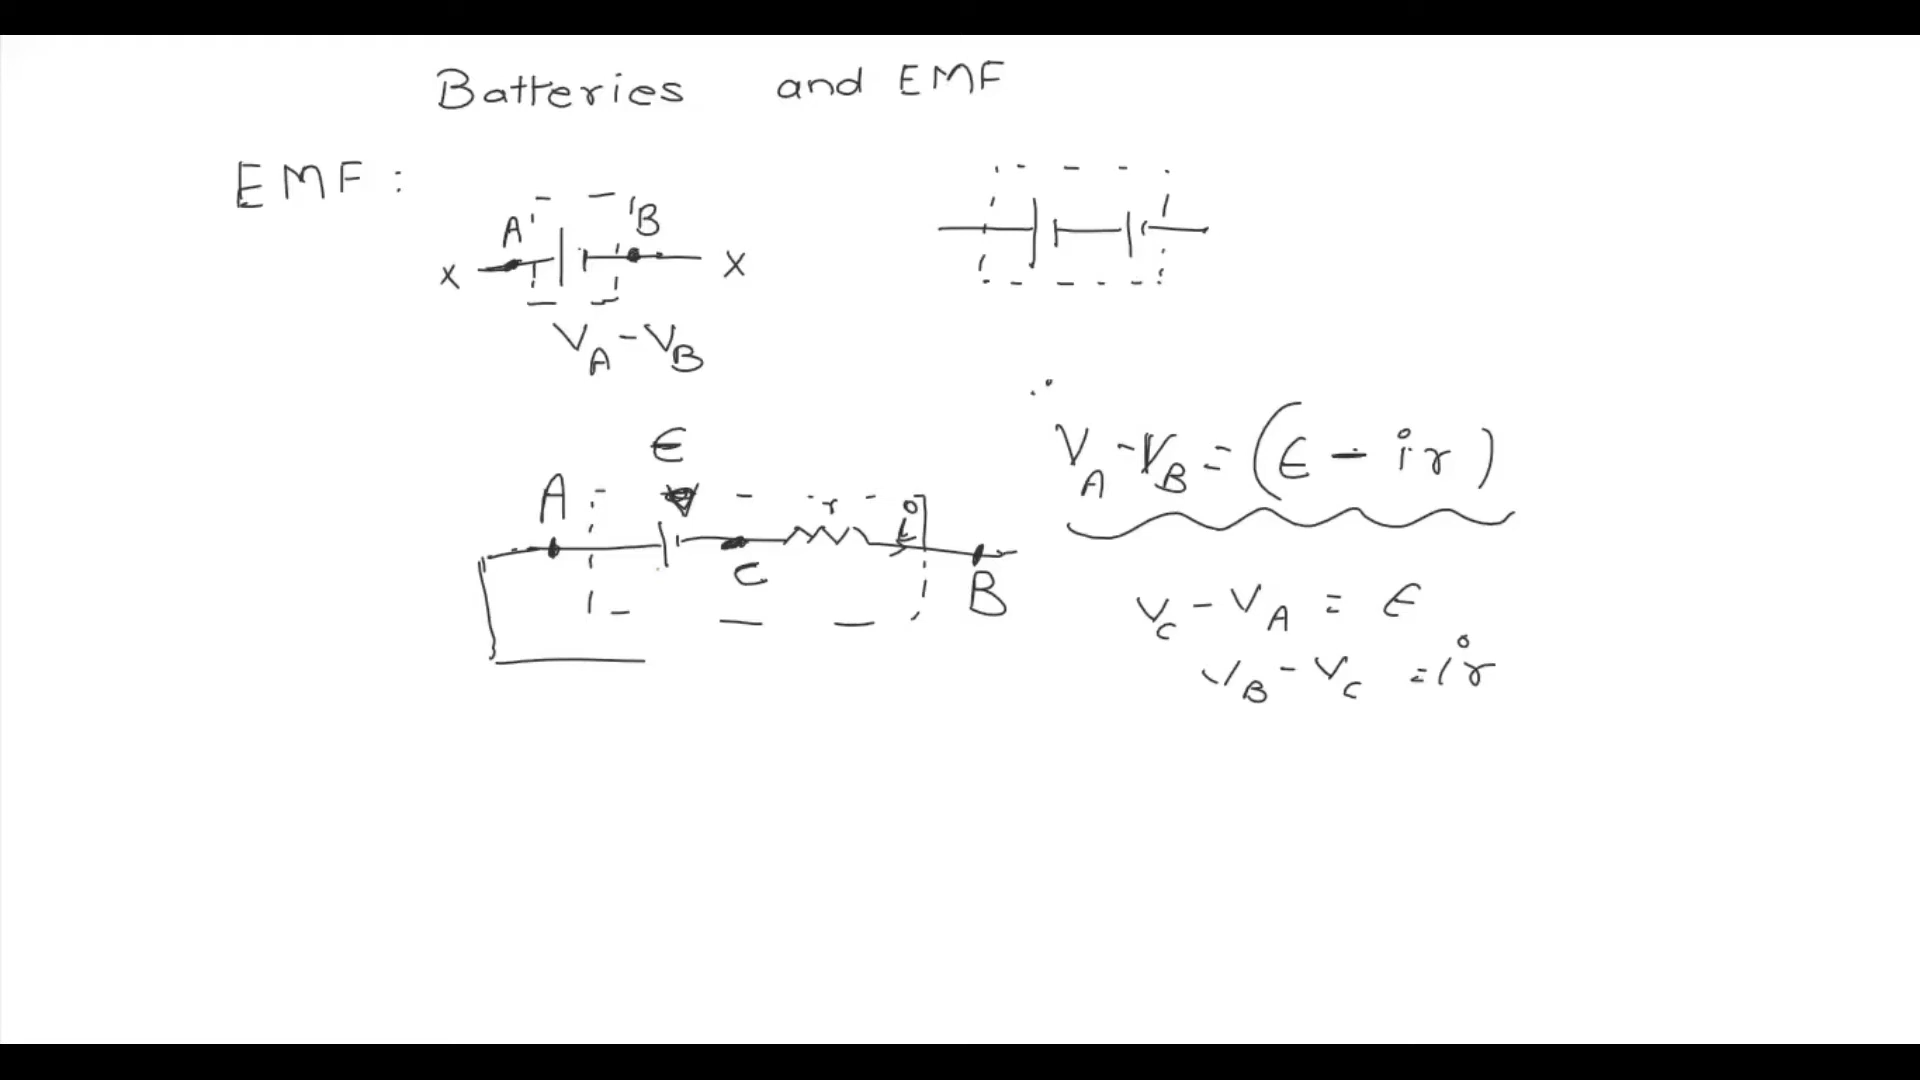 Batteries and EMF
EMF :
A B
x x
V_A - V_B
∈
A r i
C
B
∴
V_A - V_B = (∈ - ir)
V_C - V_A = ∈
V_B - V_C = ir